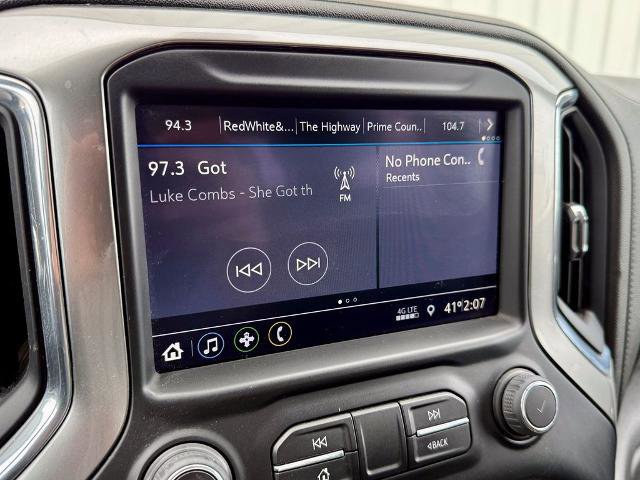 94.3 RedWhite&... The Highway Prime Coun.. 104.7
97.3 Got
Luke Combs - She Got th
FM
No Phone Con..
Recents
4G LTE 41° 2:07
BACK